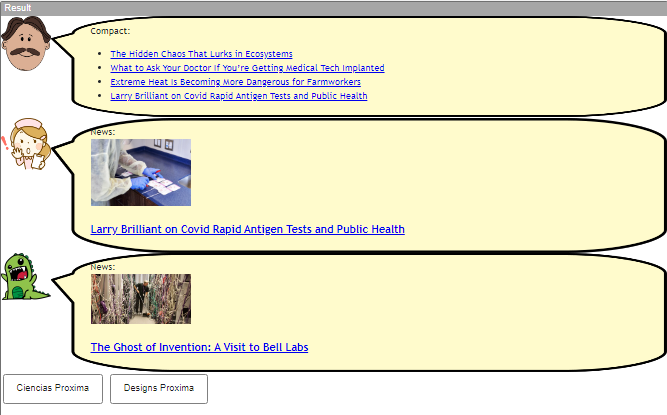 Result
Compact:
The Hidden Chaos That Lurks in Ecosystems
What to Ask Your Doctor If You're Getting Medical Tech Implanted
Extreme Heat Is Becoming More Dangerous for Farmworkers
Larry Brilliant on Covid Rapid Antigen Tests and Public Health
News:
Larry Brilliant on Covid Rapid Antigen Tests and Public Health
News:
The Ghost of Invention: A Visit to Bell Labs
Ciencias Proxima Designs Proxima